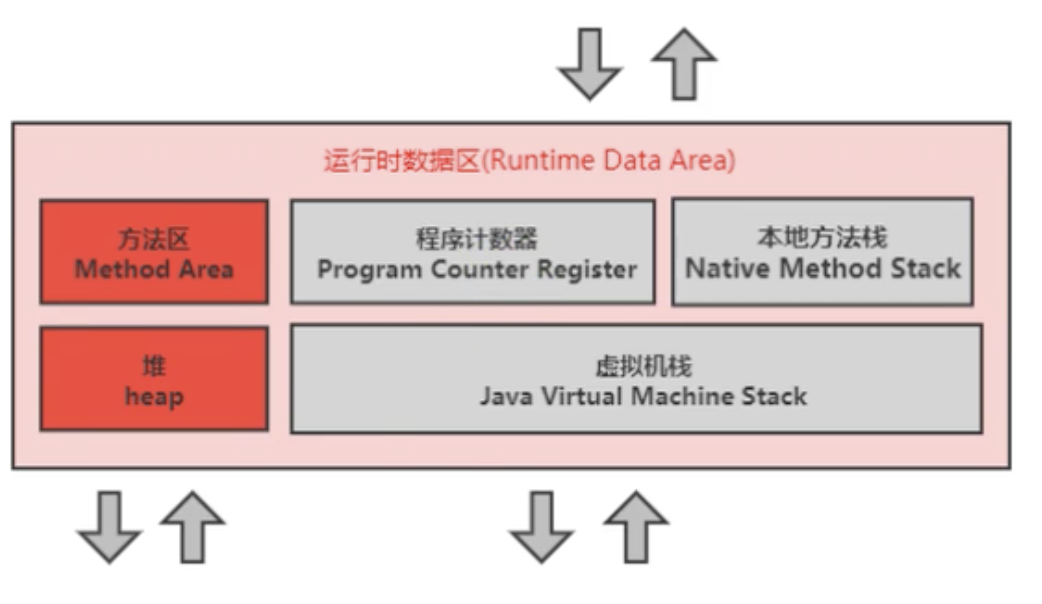 运行时数据区(Runtime Data Area)
方法区
Method Area
程序计数器
Program Counter Register
本地方法栈
Native Method Stack
堆
heap
虚拟机栈
Java Virtual Machine Stack